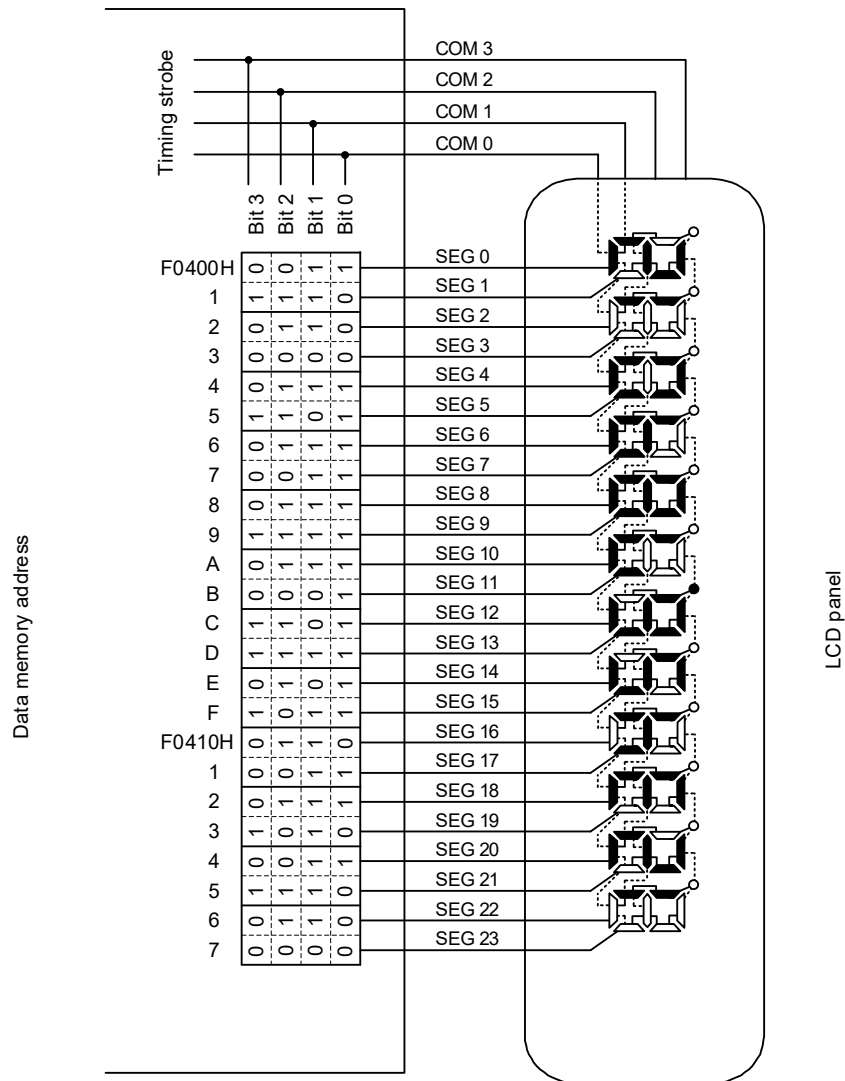 COM 3
COM 2
COM 1
COM 0
Timing strobe
Bit 3
Bit 2
Bit 1
Bit 0
F0400H 0 0 1 1 SEG 0
1 1 1 1 0 SEG 1
2 0 1 1 0 SEG 2
3 0 0 0 0 SEG 3
4 0 1 1 1 SEG 4
5 1 1 0 1 SEG 5
6 0 1 1 1 SEG 6
7 0 0 1 1 SEG 7
8 0 1 1 1 SEG 8
9 1 1 1 1 SEG 9
A 0 1 1 1 SEG 10
B 0 0 0 1 SEG 11
C 1 1 0 1 SEG 12
D 1 1 1 1 SEG 13
E 0 1 0 1 SEG 14
F 1 0 1 1 SEG 15
F0410H 0 1 1 0 SEG 16
1 0 0 1 1 SEG 17
2 0 1 1 1 SEG 18
3 1 0 1 0 SEG 19
4 0 0 1 1 SEG 20
5 1 1 1 0 SEG 21
6 0 1 1 0 SEG 22
7 0 0 0 0 SEG 23
Data memory address
LCD panel